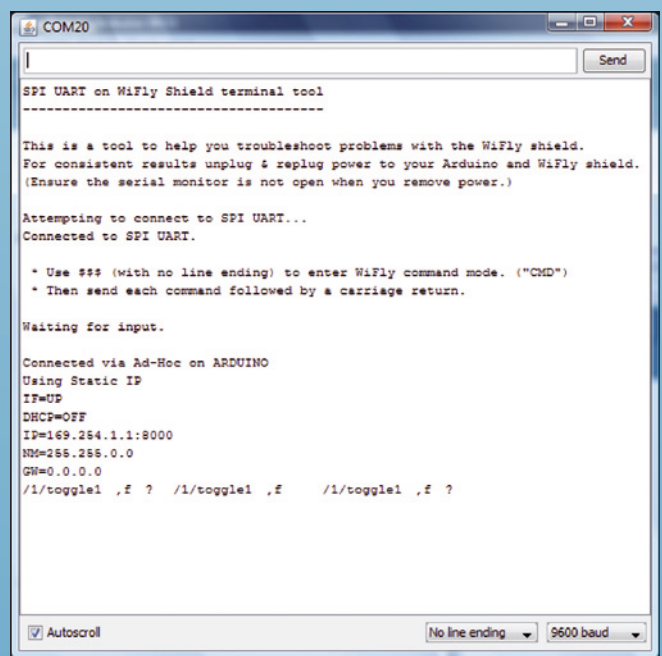 COM20
Send
SPI UART on WiFly Shield terminal tool
--------------------------------------
This is a tool to help you troubleshoot problems with the WiFly shield.
For consistent results unplug & replug power to your Arduino and WiFly shield.
(Ensure the serial monitor is not open when you remove power.)
Attempting to connect to SPI UART...
Connected to SPI UART.
* Use $$$ (with no line ending) to enter WiFly command mode. ("CMD")
* Then send each command followed by a carriage return.
Waiting for input.
Connected via Ad-Hoc on ARDUINO
Using Static IP
IF=UP
DHCP=OFF
IP=169.254.1.1:8000
NM=255.255.0.0
GW=0.0.0.0
/1/toggle1 ,f ? /1/toggle1 ,f /1/toggle1 ,f ?
Autoscroll No line ending 9600 baud